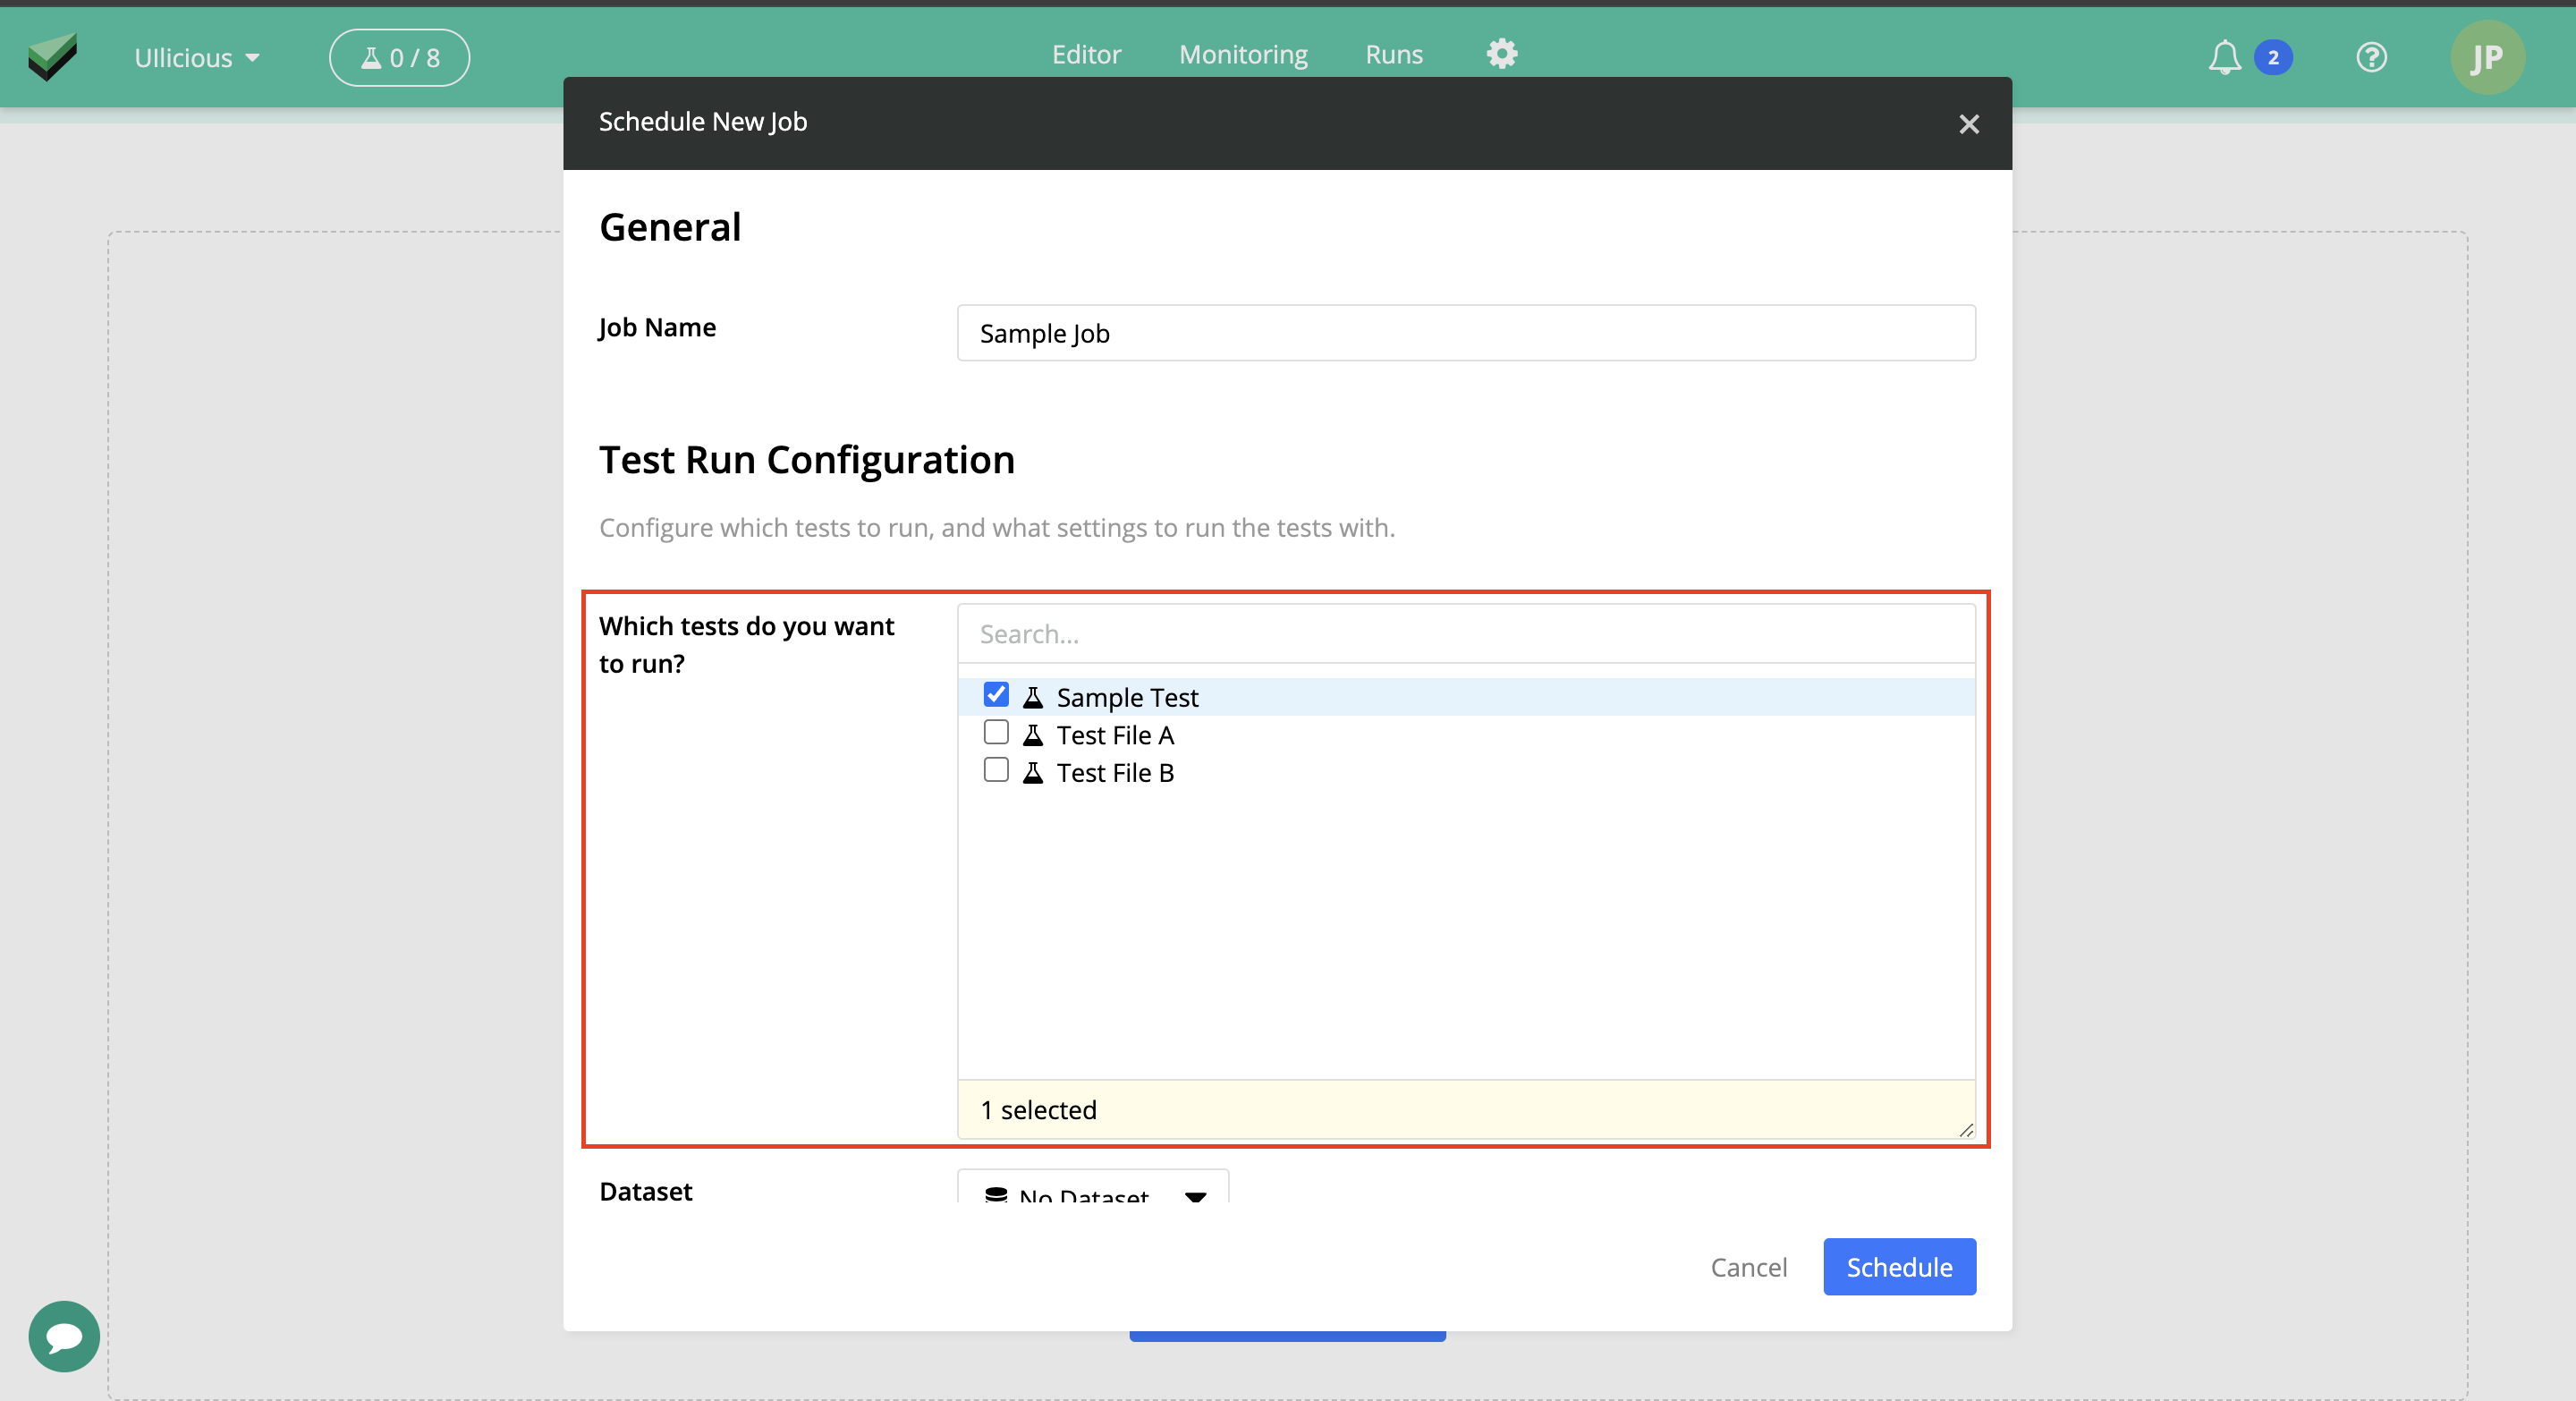 Ullicious
0 / 8
Editor
Monitoring
Runs
2
JP
Schedule New Job
General
Job Name
Sample Job
Test Run Configuration
Configure which tests to run, and what settings to run the tests with.
Which tests do you want
to run?
Search...
Sample Test
Test File A
Test File B
1 selected
Dataset
No Dataset
Cancel
Schedule